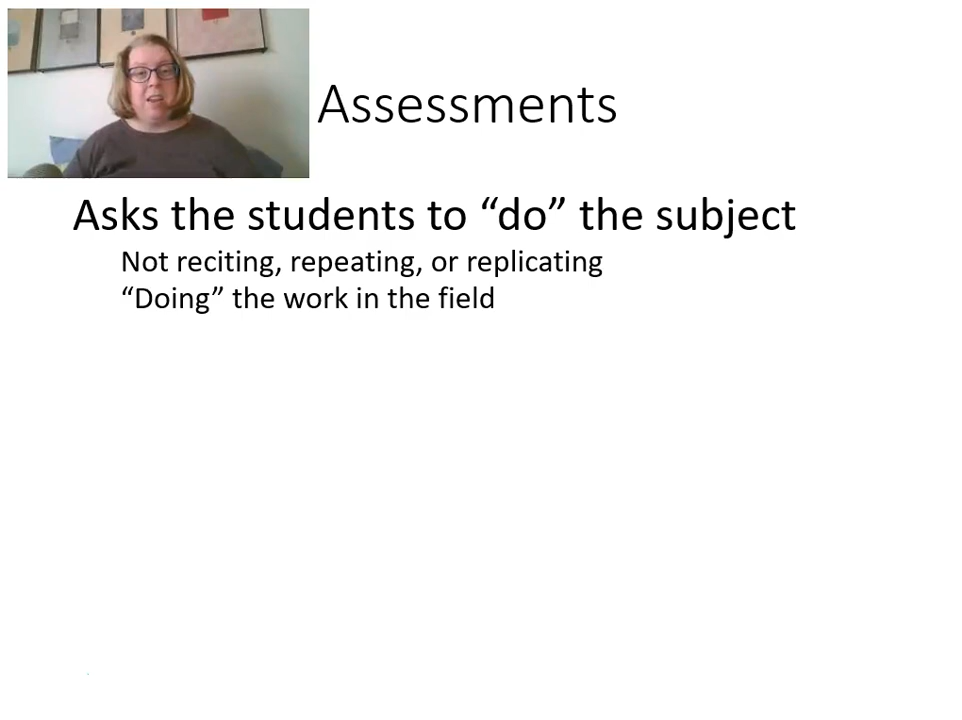 Assessments
Asks the students to “do” the subject
Not reciting, repeating, or replicating
“Doing” the work in the field